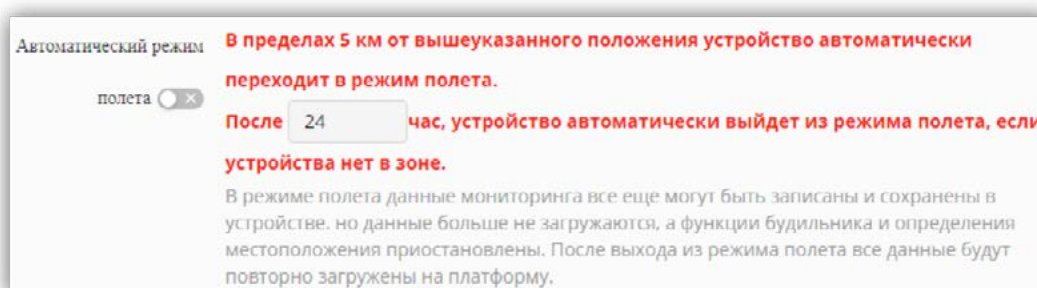 Автоматический режим
полета
В пределах 5 км от вышеуказанного положения устройство автоматически
переходит в режим полета.
После 24 час, устройство автоматически выйдет из режима полета, если
устройства нет в зоне.
В режиме полета данные мониторинга все еще могут быть записаны и сохранены в
устройстве. но данные больше не загружаются, а функции будильника и определения
местоположения приостановлены. После выхода из режима полета все данные будут
повторно загружены на платформу.